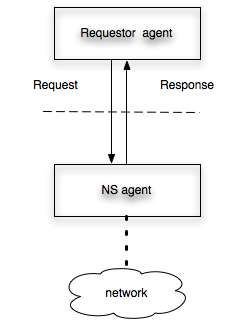 Requestor agent
Request
Response
NS agent
network